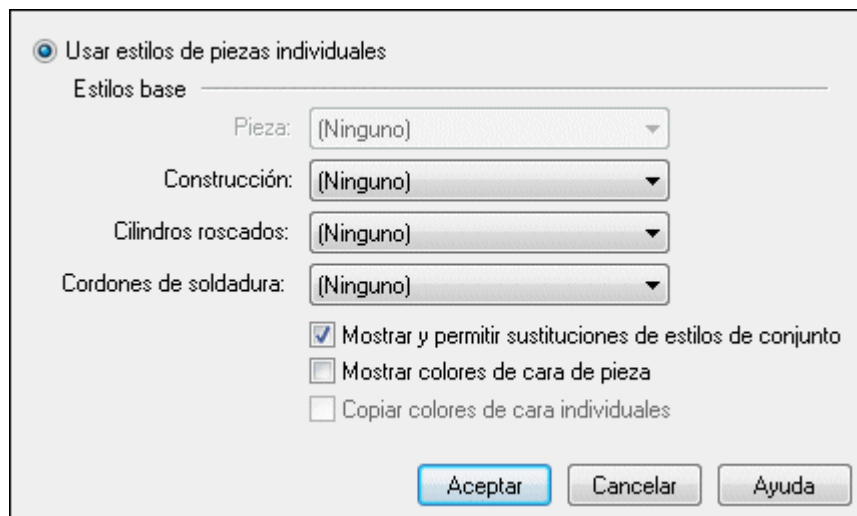 Usar estilos de piezas individuales
Estilos base
Pieza: (Ninguno)
Construcción: (Ninguno)
Cilindros roscados: (Ninguno)
Cordones de soldadura: (Ninguno)
Mostrar y permitir sustituciones de estilos de conjunto
Mostrar colores de cara de pieza
Copiar colores de cara individuales
Aceptar Cancelar Ayuda